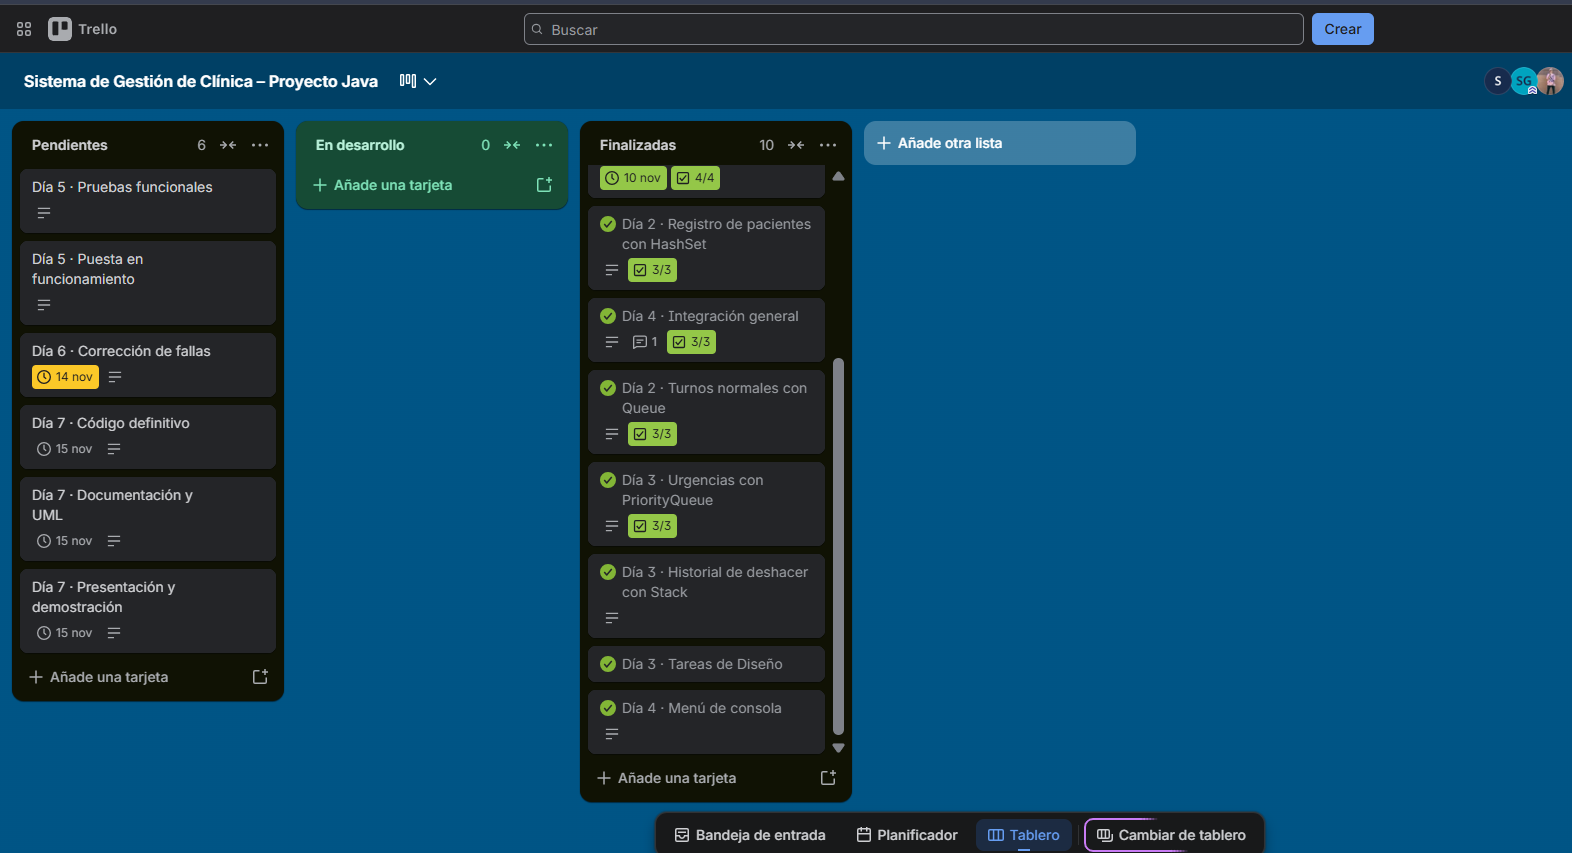 Trello
Buscar
Crear
Sistema de Gestión de Clínica – Proyecto Java
S
SG
Pendientes
6
Día 5 · Pruebas funcionales
Día 5 · Puesta en
funcionamiento
Día 6 · Corrección de fallas
14 nov
Día 7 · Código definitivo
15 nov
Día 7 · Documentación y
UML
15 nov
Día 7 · Presentación y
demostración
15 nov
Añade una tarjeta
En desarrollo
0
Añade una tarjeta
Finalizadas
10
10 nov
4/4
Día 2 · Registro de pacientes
con HashSet
3/3
Día 4 · Integración general
1
3/3
Día 2 · Turnos normales con
Queue
3/3
Día 3 · Urgencias con
PriorityQueue
3/3
Día 3 · Historial de deshacer
con Stack
Día 3 · Tareas de Diseño
Día 4 · Menú de consola
Añade una tarjeta
Añade otra lista
Bandeja de entrada
Planificador
Tablero
Cambiar de tablero